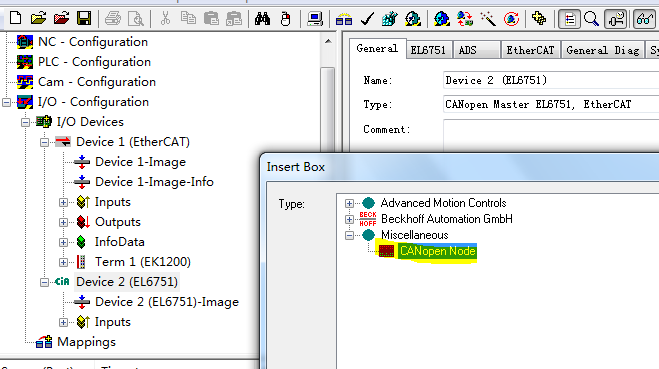 NC - Configuration
PLC - Configuration
Cam - Configuration
I/O - Configuration
I/O Devices
Device 1 (EtherCAT)
Device 1-Image
Device 1-Image-Info
Inputs
Outputs
InfoData
Term 1 (EK1200)
CiA Device 2 (EL6751)
Device 2 (EL6751)-Image
Inputs
Mappings
General EL6751 ADS EtherCAT General Diag
Name: Device 2 (EL6751)
Type: CANopen Master EL6751, EtherCAT
Comment:
Insert Box
Type:
Advanced Motion Controls
BECKHOFF Beckhoff Automation GmbH
Miscellaneous
CANopen Node